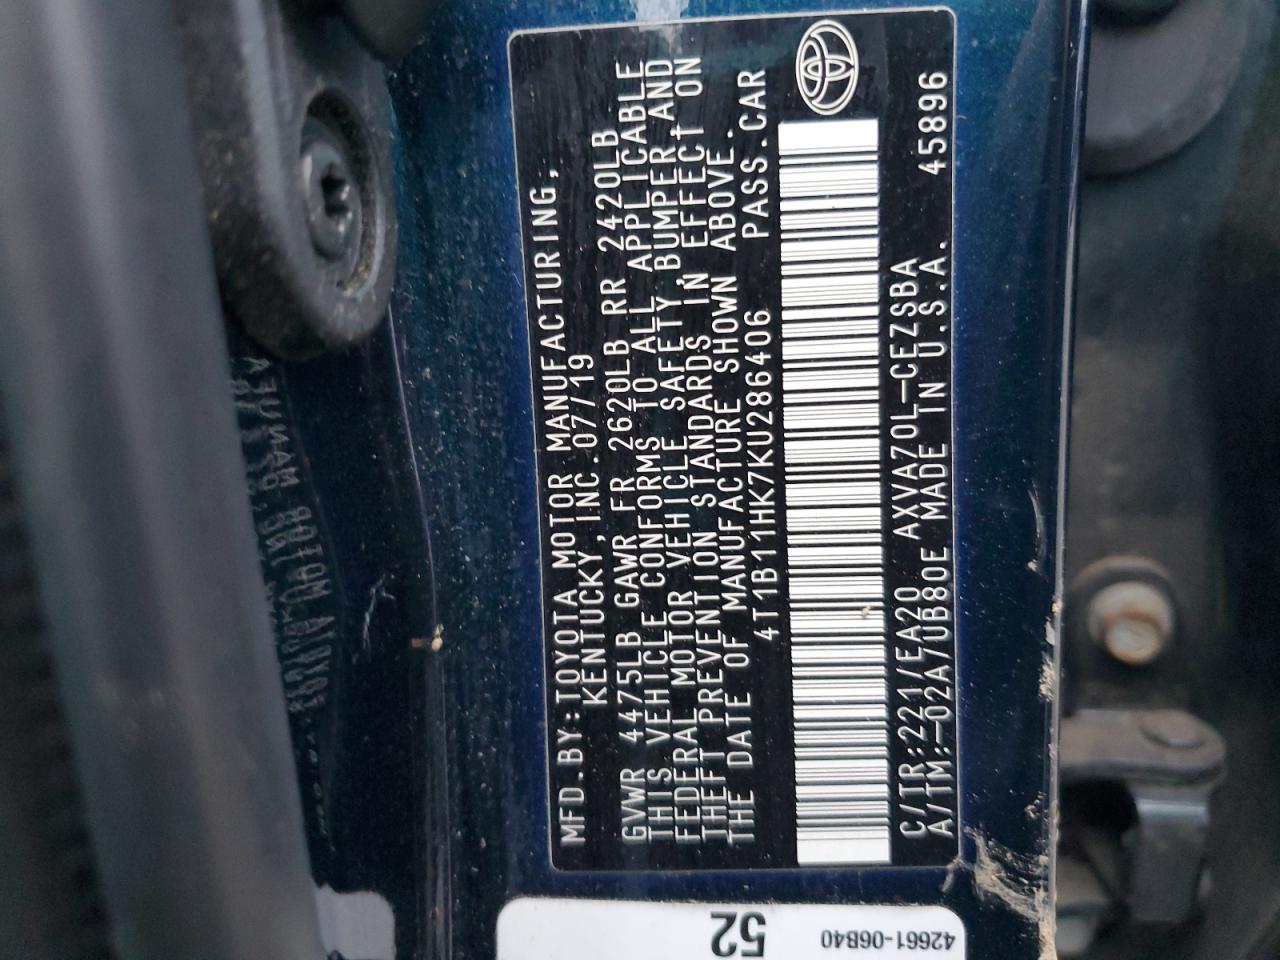 MFD.BY:TOYOTA MOTOR MANUFACTURING,
KENTUCKY,INC.07/19
GVWR 4475LB GAWR FR 2620LB RR 2420LB
THIS VEHICLE CONFORMS TO ALL APPLICABLE
FEDERAL MOTOR VEHICLE SAFETY,BUMPER,AND
THEFT PREVENTION STANDARDS IN EFFECT ON
THE DATE OF MANUFACTURE SHOWN ABOVE.
4T1B11HK7KU286406 PASS.CAR
C/TR:221/EA20 AXVA70L-CEZSBA 45896
A/TM:-02A/UB80E MADE IN U.S.A.
52
42661-06B40